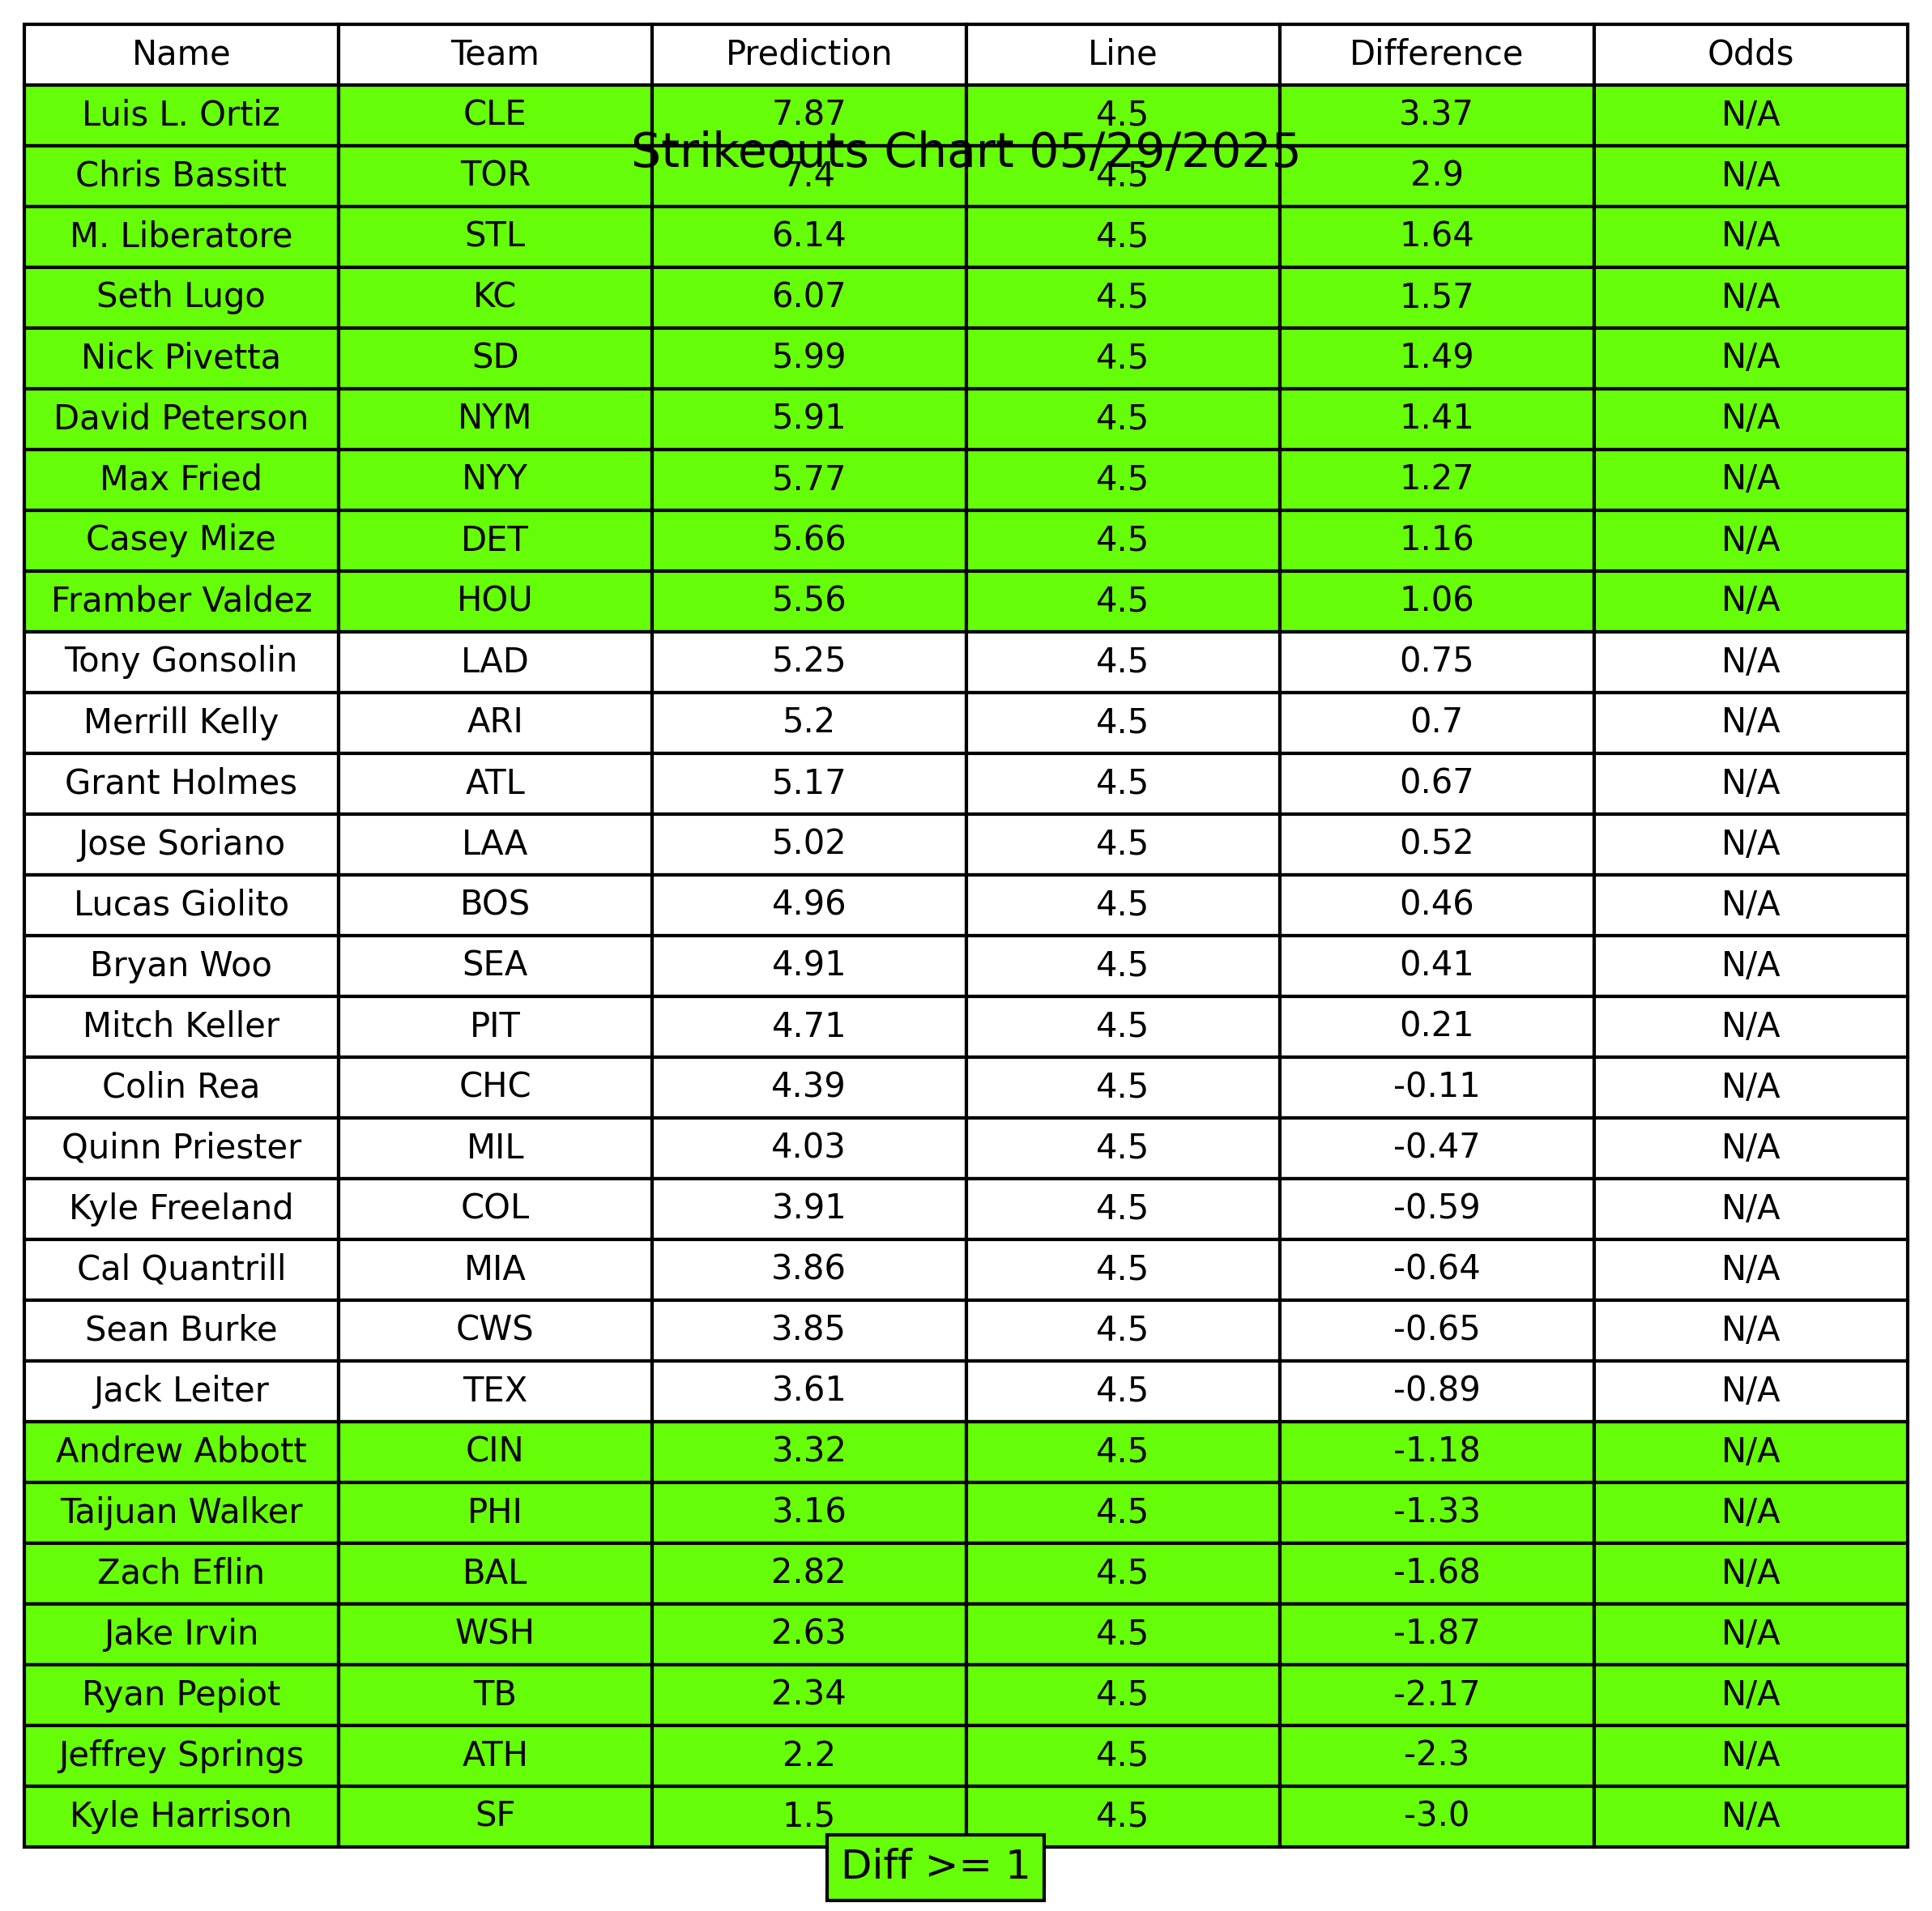 Name Team Prediction Line Difference Odds
Luis L. Ortiz CLE 7.87 4.5 3.37 N/A
Strikeouts Chart 05/29/2025
Chris Bassitt TOR 7.4 4.5 2.9 N/A
M. Liberatore STL 6.14 4.5 1.64 N/A
Seth Lugo KC 6.07 4.5 1.57 N/A
Nick Pivetta SD 5.99 4.5 1.49 N/A
David Peterson NYM 5.91 4.5 1.41 N/A
Max Fried NYY 5.77 4.5 1.27 N/A
Casey Mize DET 5.66 4.5 1.16 N/A
Framber Valdez HOU 5.56 4.5 1.06 N/A
Tony Gonsolin LAD 5.25 4.5 0.75 N/A
Merrill Kelly ARI 5.2 4.5 0.7 N/A
Grant Holmes ATL 5.17 4.5 0.67 N/A
Jose Soriano LAA 5.02 4.5 0.52 N/A
Lucas Giolito BOS 4.96 4.5 0.46 N/A
Bryan Woo SEA 4.91 4.5 0.41 N/A
Mitch Keller PIT 4.71 4.5 0.21 N/A
Colin Rea CHC 4.39 4.5 -0.11 N/A
Quinn Priester MIL 4.03 4.5 -0.47 N/A
Kyle Freeland COL 3.91 4.5 -0.59 N/A
Cal Quantrill MIA 3.86 4.5 -0.64 N/A
Sean Burke CWS 3.85 4.5 -0.65 N/A
Jack Leiter TEX 3.61 4.5 -0.89 N/A
Andrew Abbott CIN 3.32 4.5 -1.18 N/A
Taijuan Walker PHI 3.16 4.5 -1.33 N/A
Zach Eflin BAL 2.82 4.5 -1.68 N/A
Jake Irvin WSH 2.63 4.5 -1.87 N/A
Ryan Pepiot TB 2.34 4.5 -2.17 N/A
Jeffrey Springs ATH 2.2 4.5 -2.3 N/A
Kyle Harrison SF 1.5 4.5 -3.0 N/A
Diff >= 1